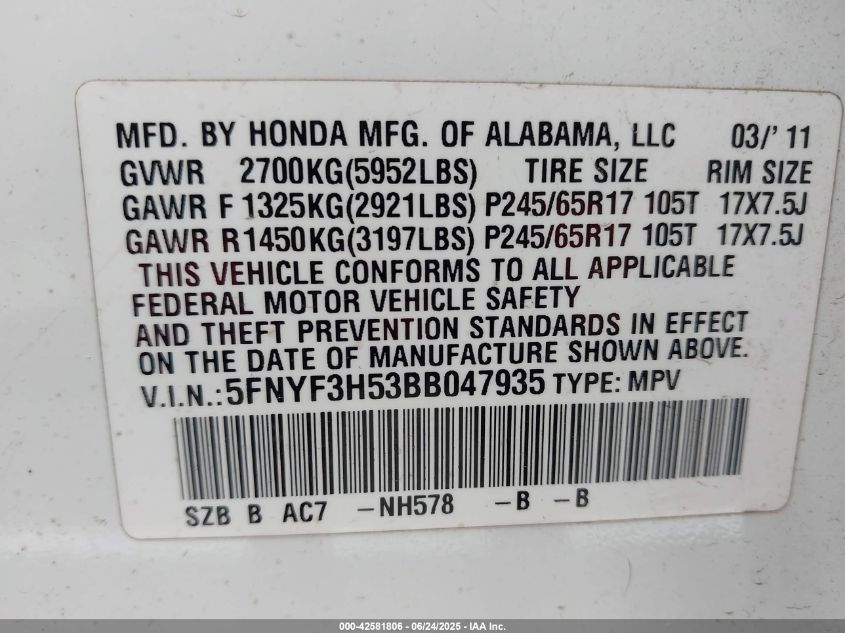 MFD. BY HONDA MFG. OF ALABAMA, LLC 03/' 11
GVWR 2700KG(5952LBS) TIRE SIZE RIM SIZE
GAWR F 1325KG(2921LBS) P245/65R17 105T 17X7.5J
GAWR R 1450KG(3197LBS) P245/65R17 105T 17X7.5J
THIS VEHICLE CONFORMS TO ALL APPLICABLE
FEDERAL MOTOR VEHICLE SAFETY
AND THEFT PREVENTION STANDARDS IN EFFECT
ON THE DATE OF MANUFACTURE SHOWN ABOVE.
V.I.N.: 5FNYF3H53BB047935 TYPE: MPV
SZB B AC7 -NH578 -B -B
000-42581806 - 06/24/2025 - IAA Inc.